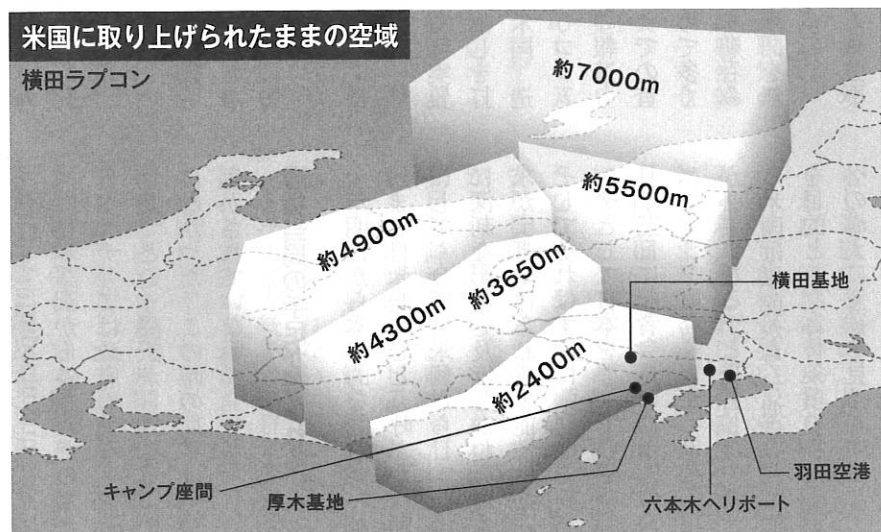 米国に取り上げられたままの空域
横田ラプコン
約7000m
約5500m
約4900m
約3650m
約4300m
約2400m
横田基地
羽田空港
六本木ヘリポート
厚木基地
キャンプ座間